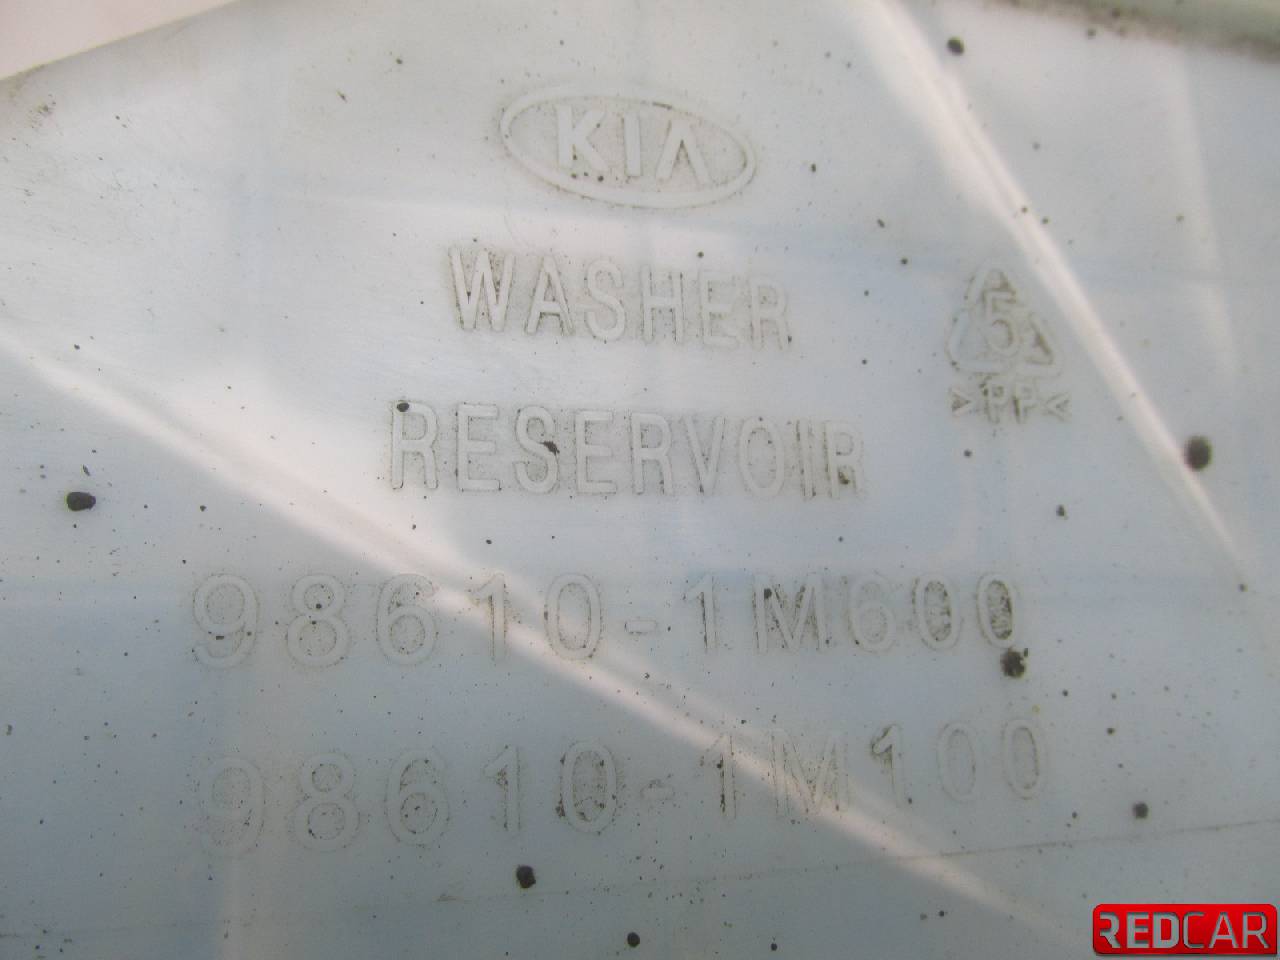 KIA
WASHER
RESERVOIR
5
>PP<
98610-1M600
98610-1M100
REDCAR